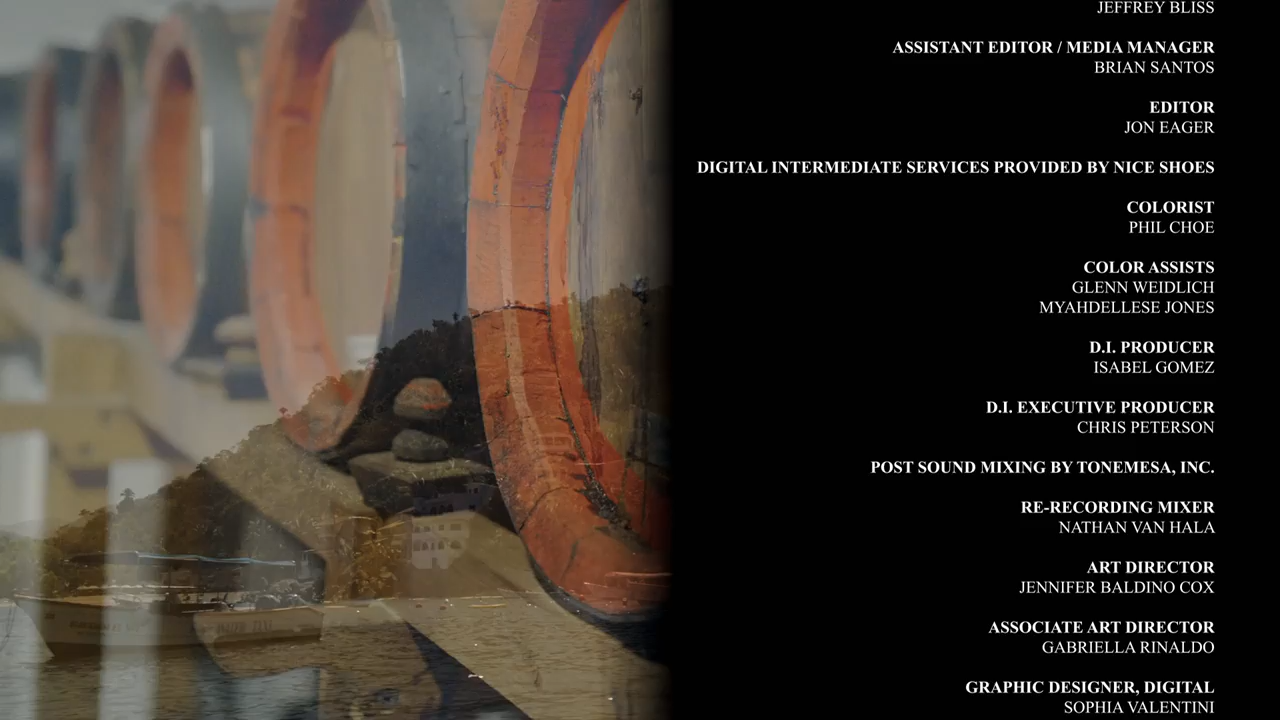 JEFFREY BLISS
ASSISTANT EDITOR / MEDIA MANAGER
BRIAN SANTOS
EDITOR
JON EAGER
DIGITAL INTERMEDIATE SERVICES PROVIDED BY NICE SHOES
COLORIST
PHIL CHOE
COLOR ASSISTS
GLENN WEIDLICH
MYAHDELLESE JONES
D.I. PRODUCER
ISABEL GOMEZ
D.I. EXECUTIVE PRODUCER
CHRIS PETERSON
POST SOUND MIXING BY TONEMESA, INC.
RE-RECORDING MIXER
NATHAN VAN HALA
ART DIRECTOR
JENNIFER BALDINO COX
ASSOCIATE ART DIRECTOR
GABRIELLA RINALDO
GRAPHIC DESIGNER, DIGITAL
SOPHIA VALENTINI